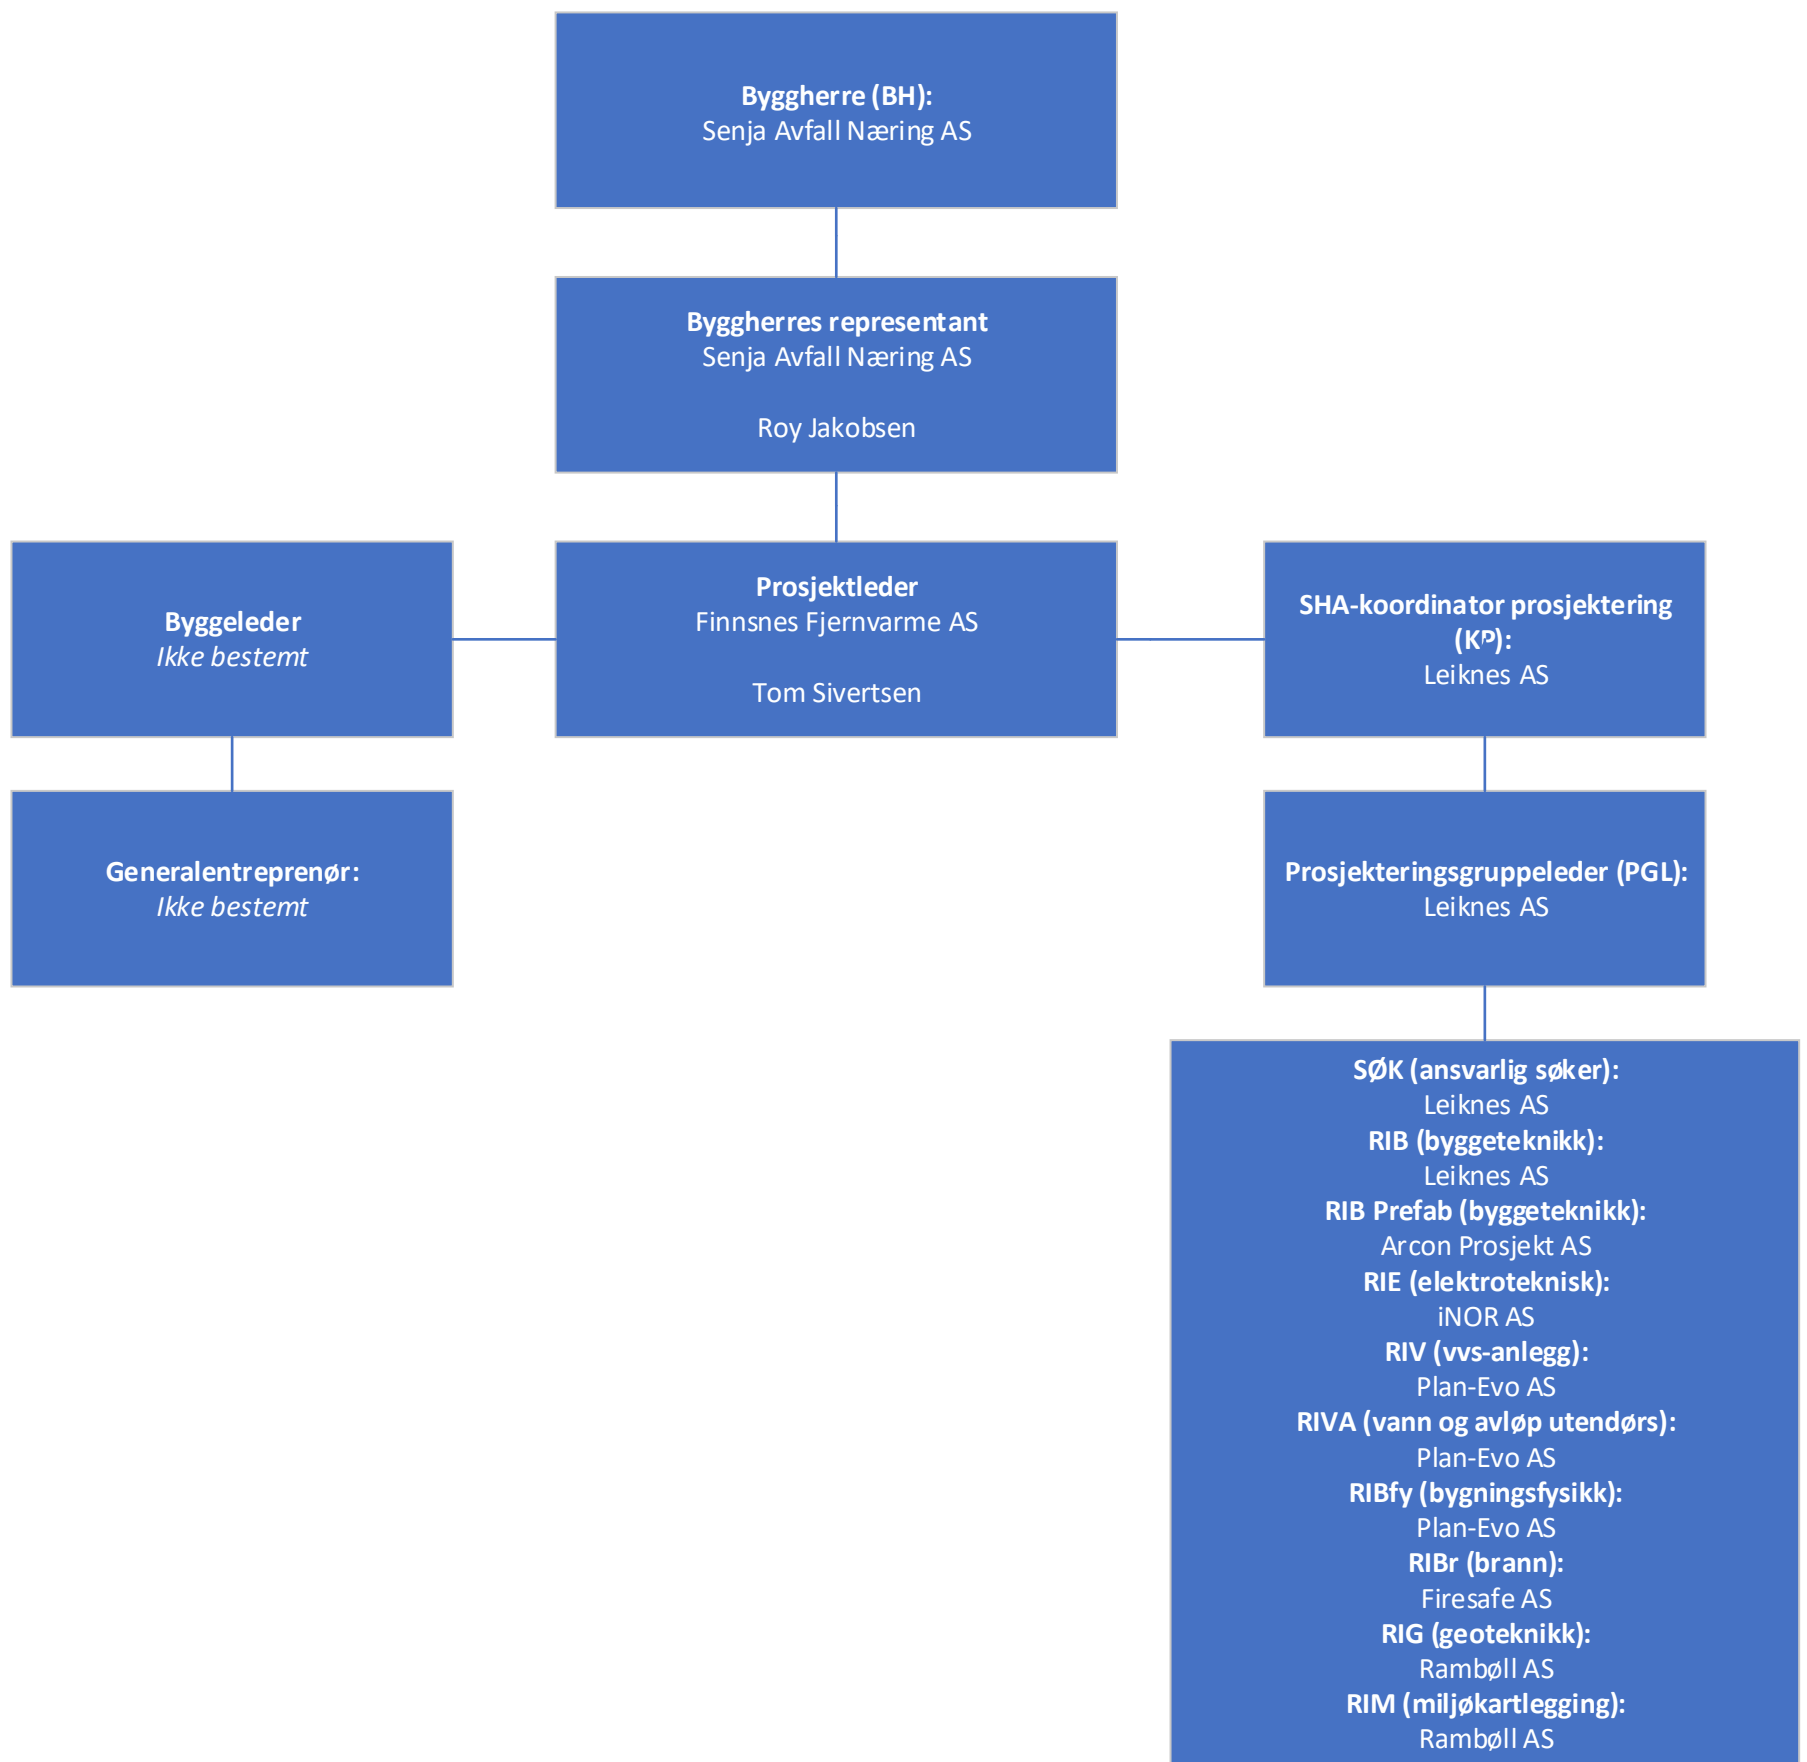 Byggherre (BH):
Senja Avfall Næring AS
Byggherres representant
Senja Avfall Næring AS
Roy Jakobsen
Byggeleder
Ikke bestemt
Prosjektleder
Finnsnes Fjernvarme AS
Tom Sivertsen
SHA-koordinator prosjektering
(KP):
Leiknes AS
Generalentreprenør:
Ikke bestemt
Prosjekteringsgruppeleder (PGL):
Leiknes AS
SØK (ansvarlig søker):
Leiknes AS
RIB (byggeteknikk):
Leiknes AS
RIB Prefab (byggeteknikk):
Arcon Prosjekt AS
RIE (elektroteknisk):
iNOR AS
RIV (vvs-anlegg):
Plan-Evo AS
RIVA (vann og avløp utendørs):
Plan-Evo AS
RIBfy (bygningsfysikk):
Plan-Evo AS
RIBr (brann):
Firesafe AS
RIG (geoteknikk):
Rambøll AS
RIM (miljøkartlegging):
Rambøll AS